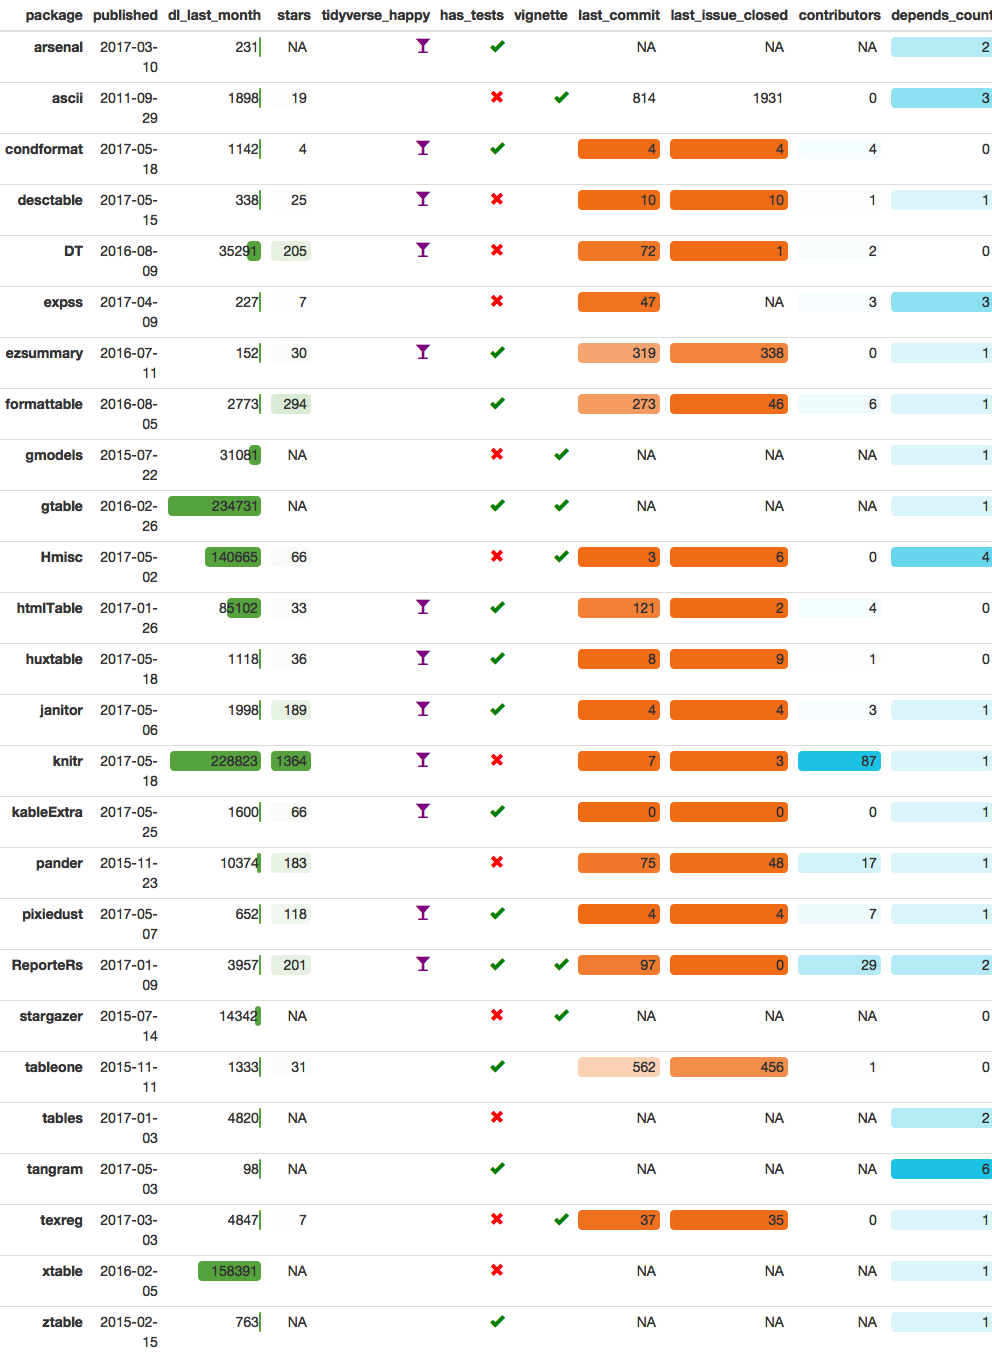 package published dl_last_month stars tidyverse_happy has_tests vignette last_commit last_issue_closed contributors depends_count
arsenal 2017-03- 231 NA NA NA NA 2
10
ascii 2011-09- 1898 19 814 1931 0 3
29
condformat 2017-05- 1142 4 4 4 4 0
18
desctable 2017-05- 338 25 10 10 1 1
15
DT 2016-08- 35291 205 72 1 2 0
09
expss 2017-04- 227 7 47 NA 3 3
09
ezsummary 2016-07- 152 30 319 338 0 1
11
formattable 2016-08- 2773 294 273 46 6 1
05
gmodels 2015-07- 31081 NA NA NA NA 1
22
gtable 2016-02- 234731 NA NA NA NA 1
26
Hmisc 2017-05- 140665 66 3 6 0 4
02
htmlTable 2017-01- 85102 33 121 2 4 0
26
huxtable 2017-05- 1118 36 8 9 1 0
18
janitor 2017-05- 1998 189 4 4 3 1
06
knitr 2017-05- 228823 1364 7 3 87 1
18
kableExtra 2017-05- 1600 66 0 0 0 1
25
pander 2015-11- 10374 183 75 48 17 1
23
pixiedust 2017-05- 652 118 4 4 7 1
07
ReporteRs 2017-01- 3957 201 97 0 29 2
09
stargazer 2015-07- 14342 NA NA NA NA 0
14
tableone 2015-11- 1333 31 562 456 1 0
11
tables 2017-01- 4820 NA NA NA NA 2
03
tangram 2017-05- 98 NA NA NA NA 6
03
texreg 2017-03- 4847 7 37 35 0 1
03
xtable 2016-02- 158391 NA NA NA NA 1
05
ztable 2015-02- 763 NA NA NA NA 1
15